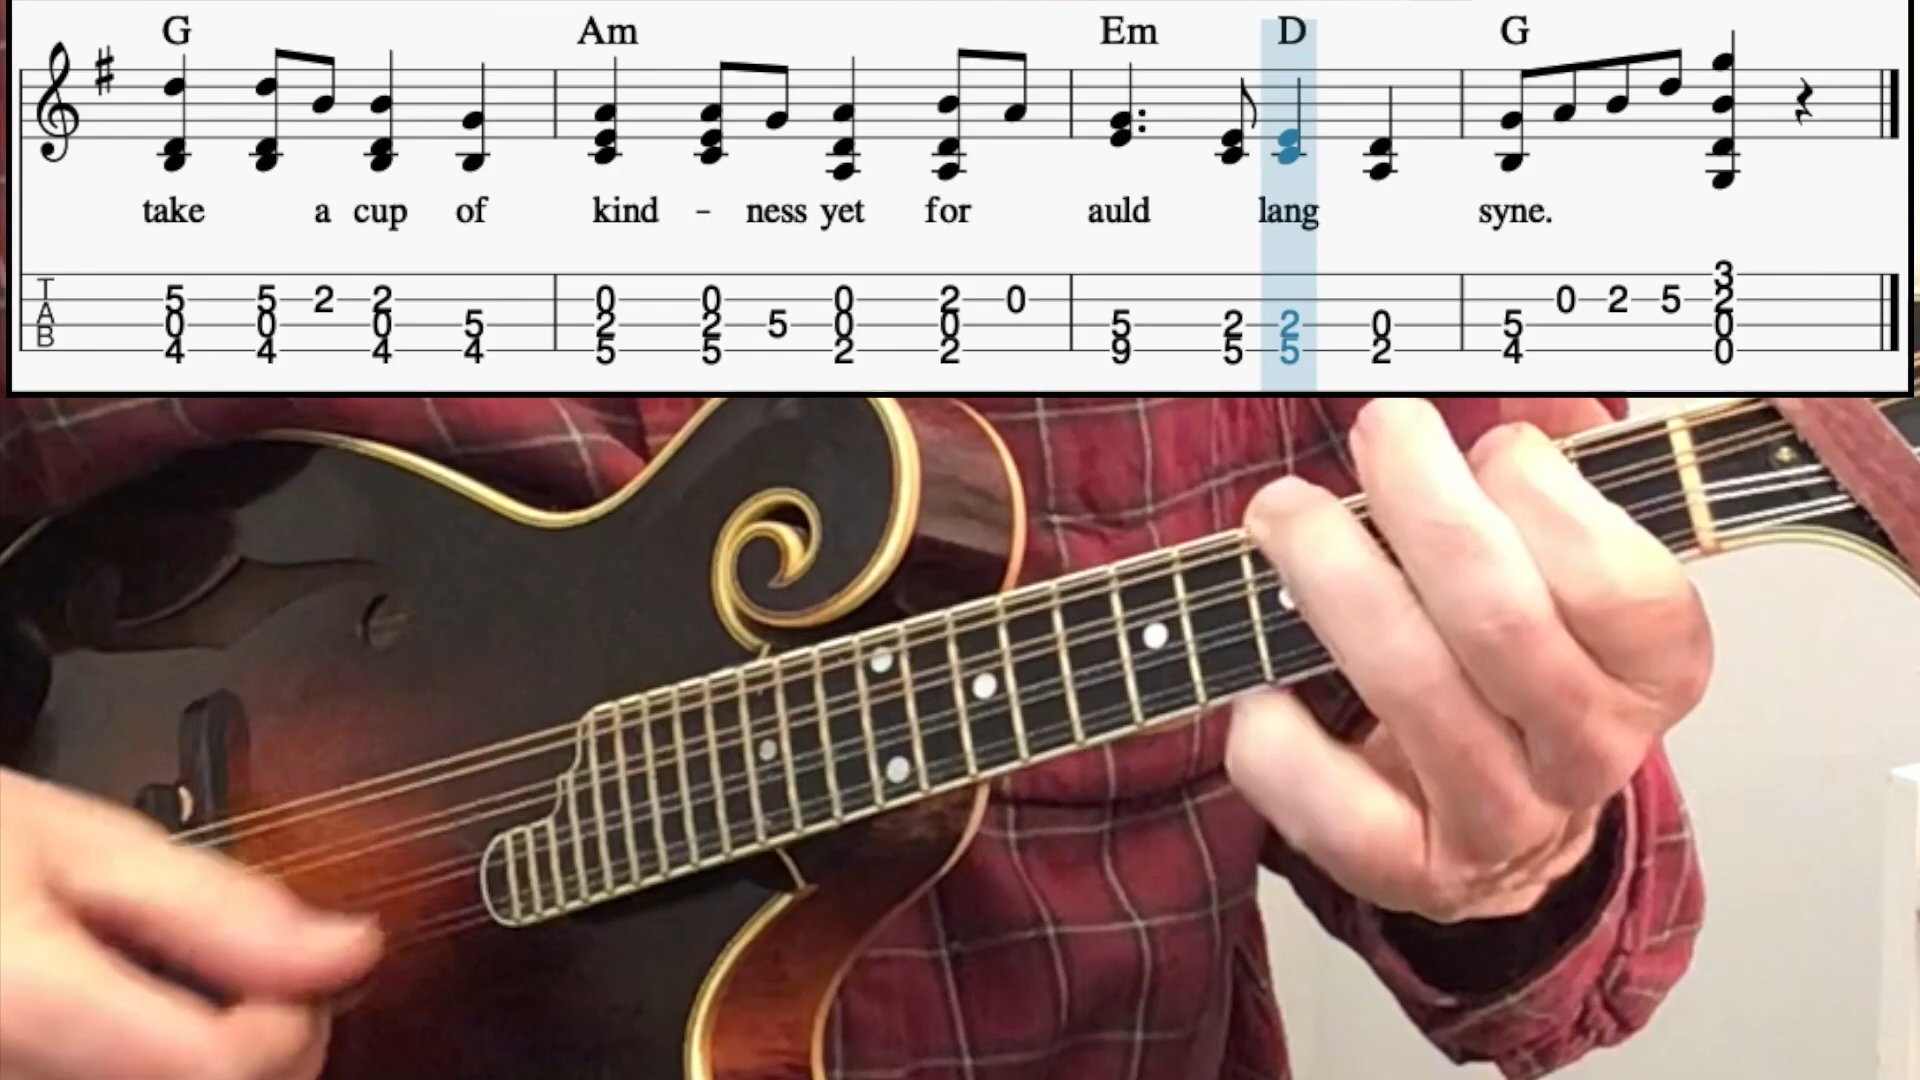 G Am Em D G
take a cup of kind - ness yet for auld lang syne.
3
5 5 2 2 0 0 0 2 0 0 2 5 2
T
0 0 0 5 2 2 5 0 0 5 2 2 0 5 0
A
B
4 4 4 4 5 5 2 2 9 5 5 2 4 0